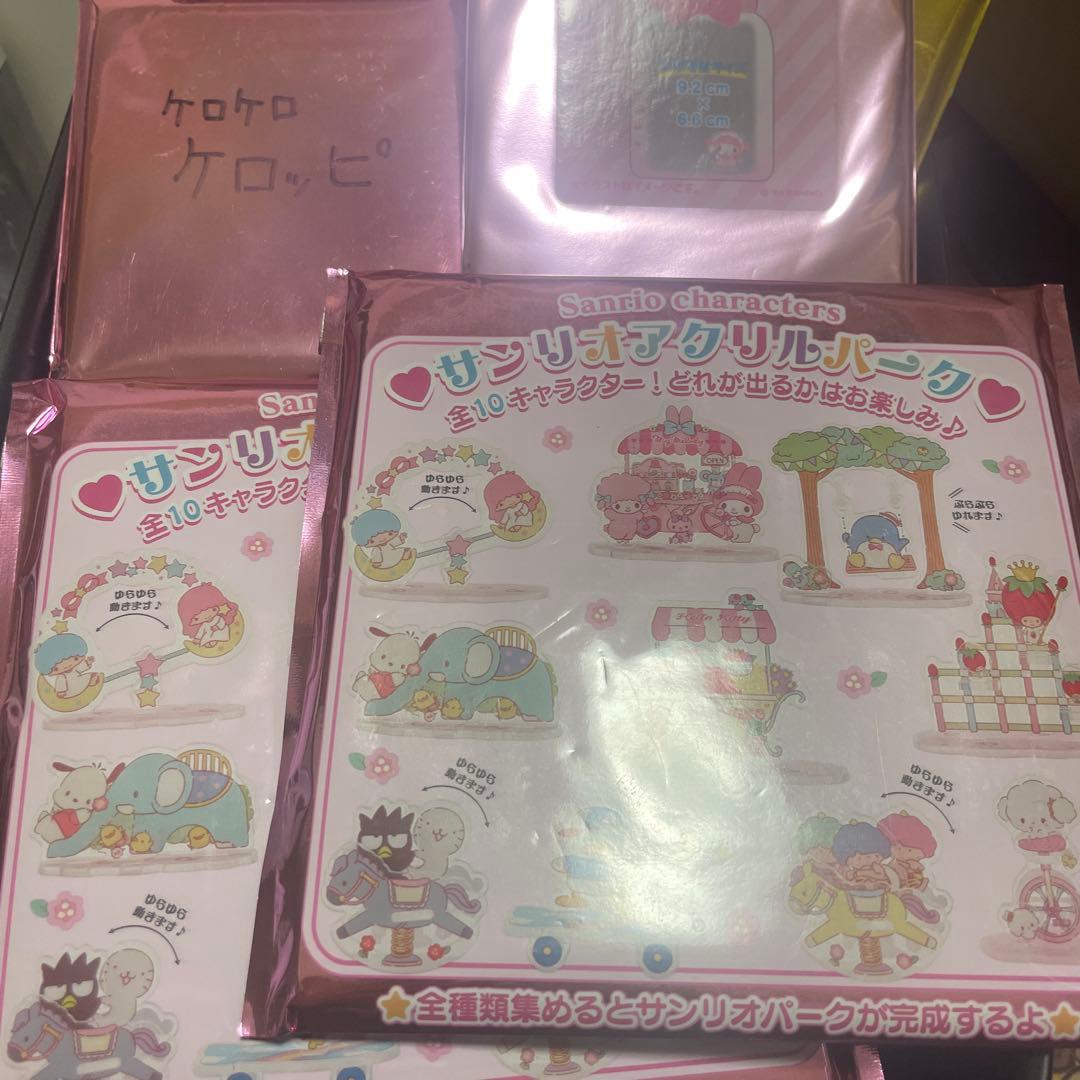 ケロケロ
ケロッピ
9.2 cm
×
6.6 cm
Sanrio characters
サンリオアクリルパーク
全10キャラクター！どれが出るかはお楽しみ♪
ゆらゆら
動きます♪
OPEN
ぶらぶら
ゆれます♪
Hello Kitty
ゆらゆら
動きます♪
ゆらゆら
動きます♪
全種類集めるとサンリオパークが完成するよ
San
サンリオ
全10キャラクタ
ゆらゆら
動きます♪
ゆらゆら
動きます♪